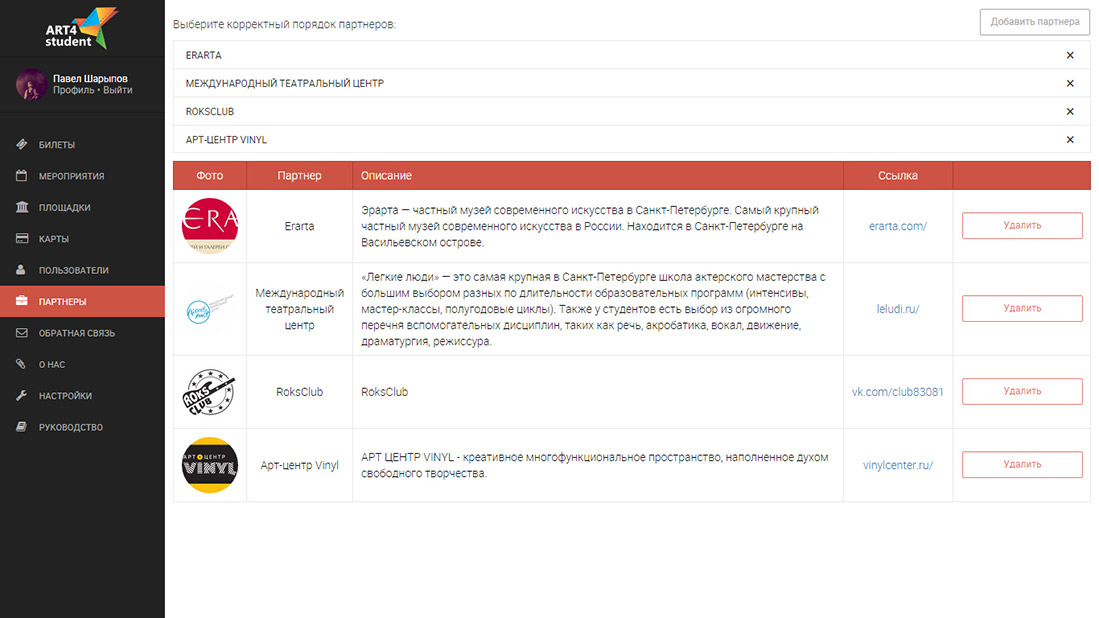 ART4
student
Павел Шарыпов
Профиль • Выйти
БИЛЕТЫ
МЕРОПРИЯТИЯ
ПЛОЩАДКИ
КАРТЫ
ПОЛЬЗОВАТЕЛИ
ПАРТНЕРЫ
ОБРАТНАЯ СВЯЗЬ
О НАС
НАСТРОЙКИ
РУКОВОДСТВО
Выберите корректный порядок партнеров:
Добавить партнера
ERARTA
МЕЖДУНАРОДНЫЙ ТЕАТРАЛЬНЫЙ ЦЕНТР
ROKSCLUB
АРТ-ЦЕНТР VINYL
Фото Партнер Описание Ссылка
ERA
Erarta
Эрарта — частный музей современного искусства в Санкт-Петербурге. Самый крупный
частный музей современного искусства в России. Находится в Санкт-Петербурге на
Васильевском острове.
erarta.com/
Удалить
Международный
театральный
центр
«Легкие люди» — это самая крупная в Санкт-Петербурге школа актерского мастерства с
большим выбором разных по длительности образовательных программ (интенсивы,
мастер-классы, полугодовые циклы). Также у студентов есть выбор из огромного
перечня вспомогательных дисциплин, таких как речь, акробатика, вокал, движение,
драматургия, режиссура.
leludi.ru/
Удалить
ROKS
CLUB
RoksClub
RoksClub
vk.com/club83081
Удалить
АРТ ЦЕНТР
VINYL
Арт-центр Vinyl
АРТ ЦЕНТР VINYL - креативное многофункциональное пространство, наполненное духом
свободного творчества.
vinylcenter.ru/
Удалить